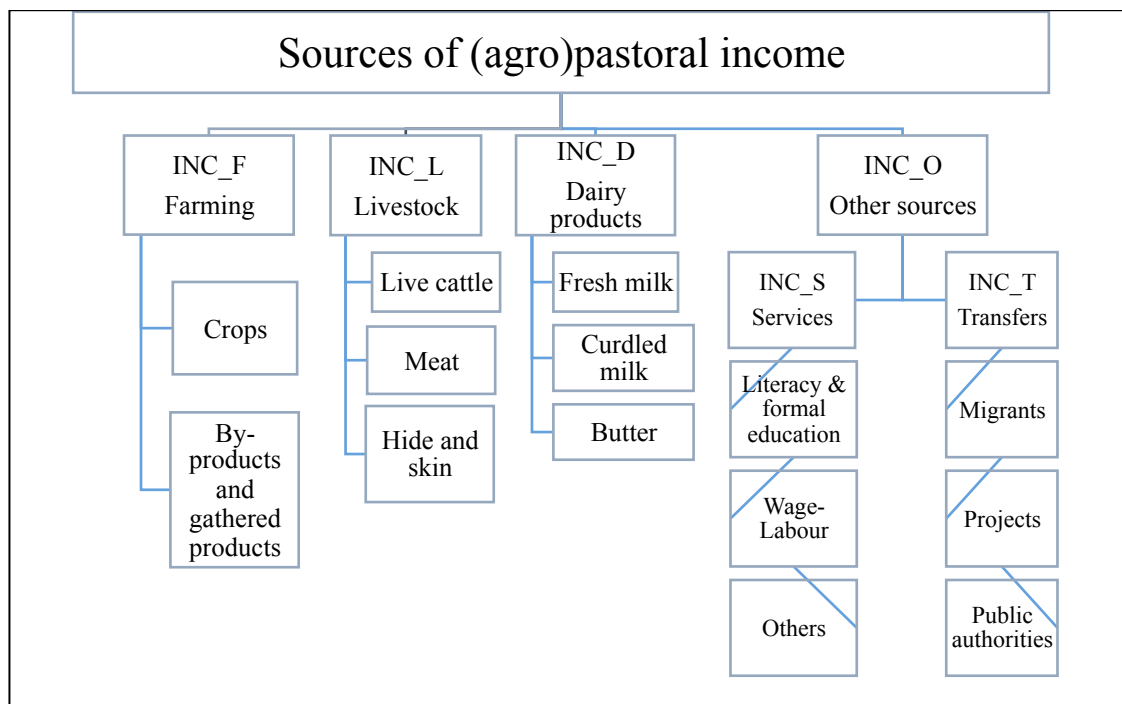 Sources of (agro)pastoral income
INC_F
Farming
INC_L
Livestock
INC_D
Dairy
products
INC_O
Other sources
Crops
By-
products
and
gathered
products
Live cattle
Meat
Hide and
skin
Fresh milk
Curdled
milk
Butter
INC_S
Services
Literacy &
formal
education
Wage-
Labour
Others
INC_T
Transfers
Migrants
Projects
Public
authorities